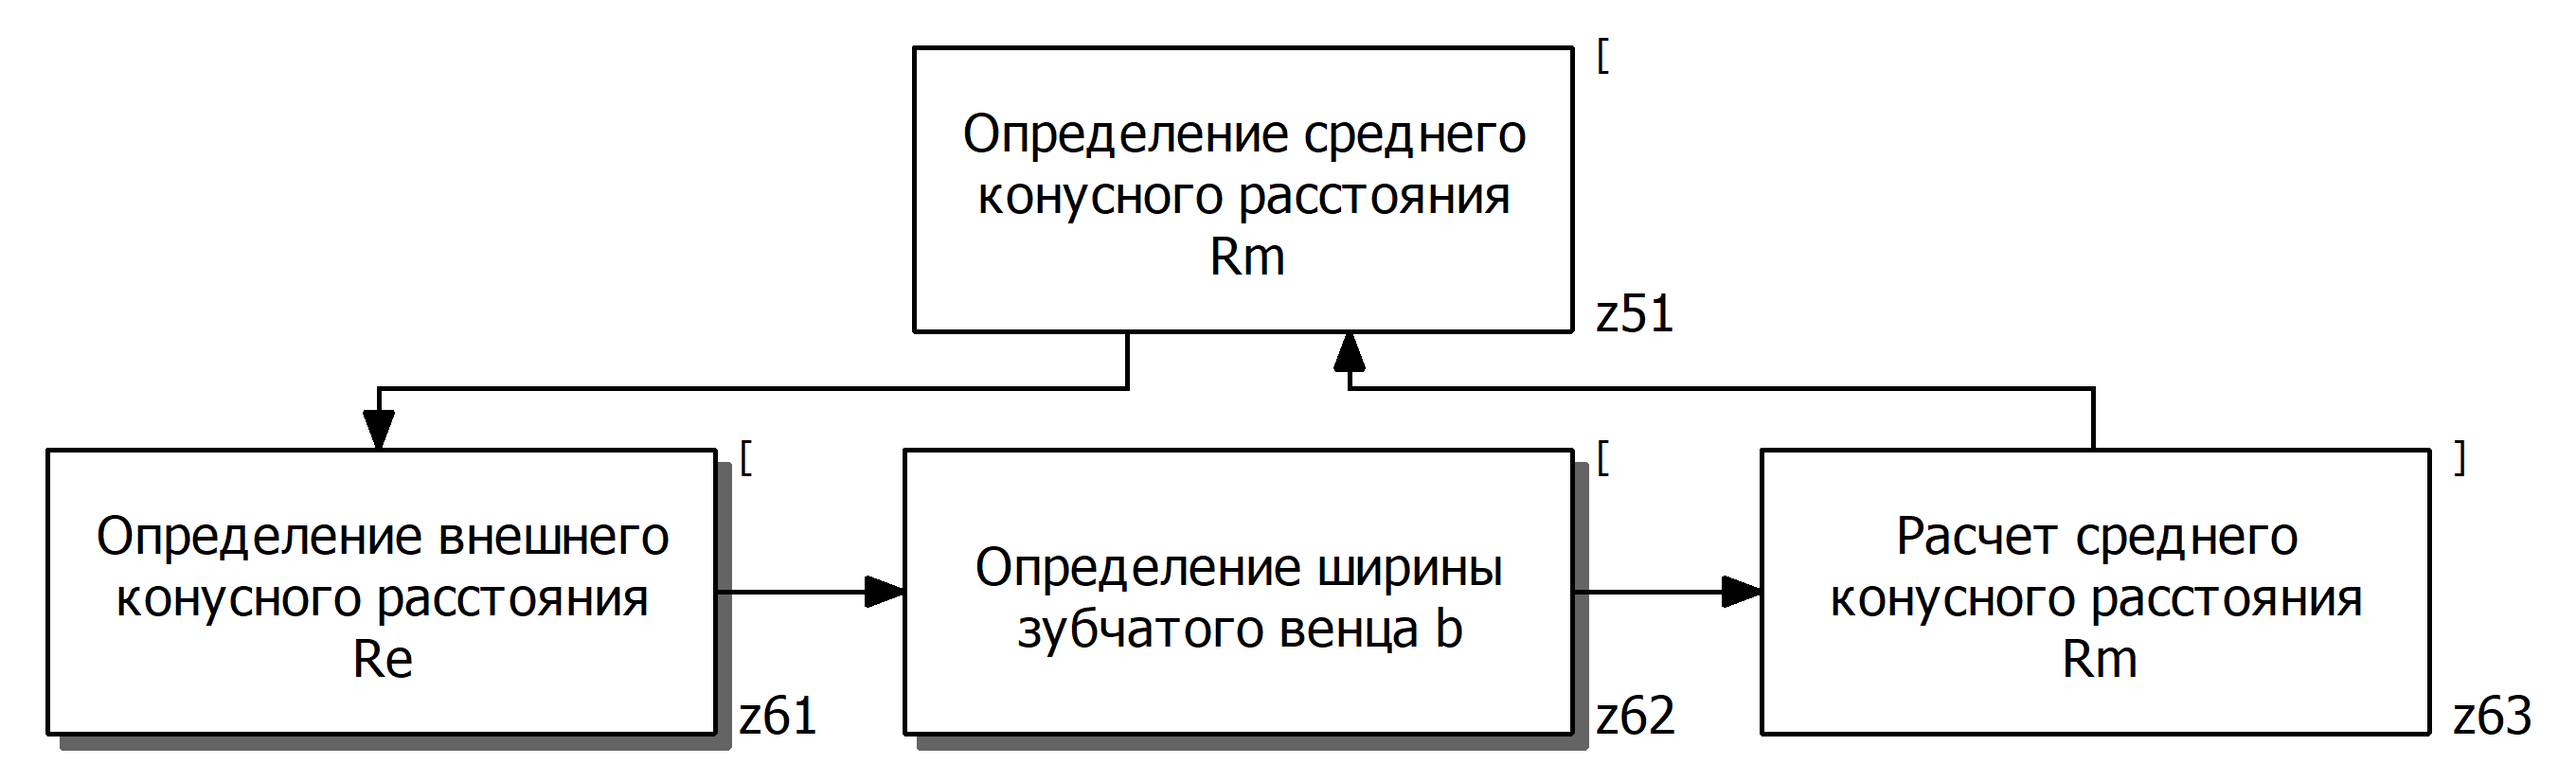 [
Определение среднего
конусного расстояния
Rm
z51
[
Определение внешнего
конусного расстояния
Re
z61
[
Определение ширины
зубчатого венца b
z62
]
Расчет среднего
конусного расстояния
Rm
z63